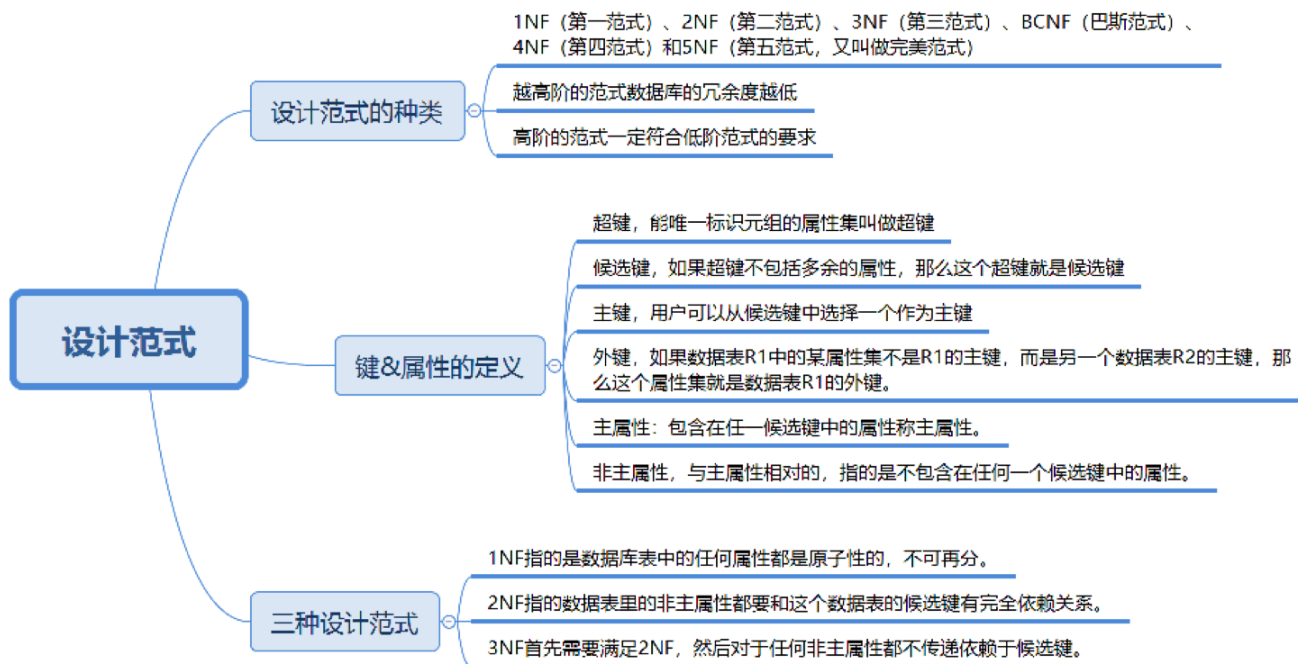 1NF（第一范式）、2NF（第二范式）、3NF（第三范式）、BCNF（巴斯范式）、
4NF（第四范式）和5NF（第五范式，又叫做完美范式）
设计范式的种类
越高阶的范式数据库的冗余度越低
高阶的范式一定符合低阶范式的要求
设计范式
超键，能唯一标识元组的属性集叫做超键
候选键，如果超键不包括多余的属性，那么这个超键就是候选键
主键，用户可以从候选键中选择一个作为主键
键&属性的定义
外键，如果数据表R1中的某属性集不是R1的主键，而是另一个数据表R2的主键，那
么这个属性集就是数据表R1的外键。
主属性：包含在任一候选键中的属性称主属性。
非主属性，与主属性相对的，指的是不包含在任何一个候选键中的属性。
三种设计范式
1NF指的是数据库表中的任何属性都是原子性的，不可再分。
2NF指的数据表里的非主属性都要和这个数据表的候选键有完全依赖关系。
3NF首先需要满足2NF，然后对于任何非主属性都不传递依赖于候选键。